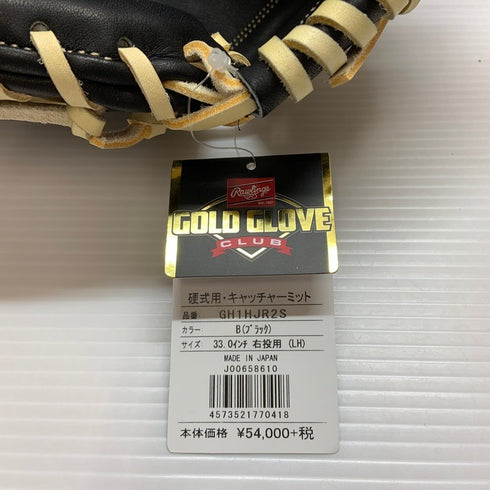 Rawlings
GOLD GLOVE
CLUB
硬式用・キャッチャーミット
品番 GH1HJR2S
カラー B(ブラック)
サイズ 33.0インチ 右投用 (LH)
MADE IN JAPAN
J00658610
4573521770418
本体価格 ¥54,000+税